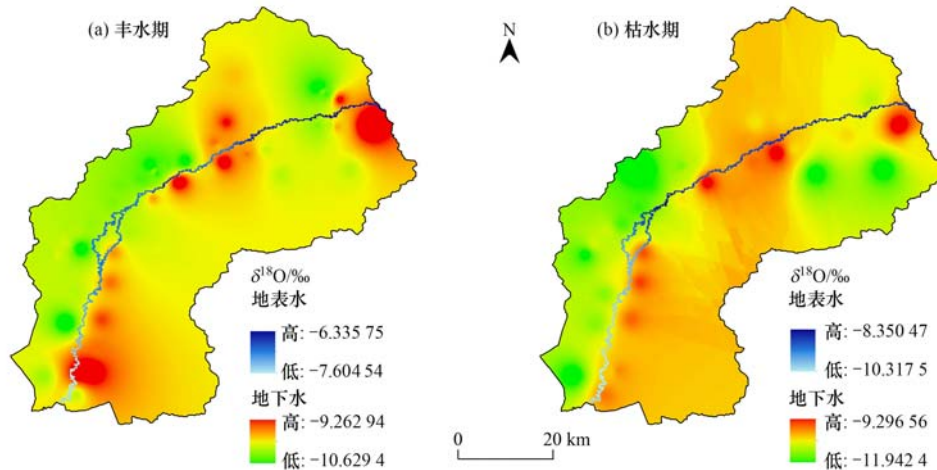 (a) 丰水期
N
(b) 枯水期
δ¹⁸O/‰
地表水
高: −6.335 75
低: −7.604 54
地下水
高: −9.262 94
低: −10.629 4
0 20 km
δ¹⁸O/‰
地表水
高: −8.350 47
低: −10.317 5
地下水
高: −9.296 56
低: −11.942 4